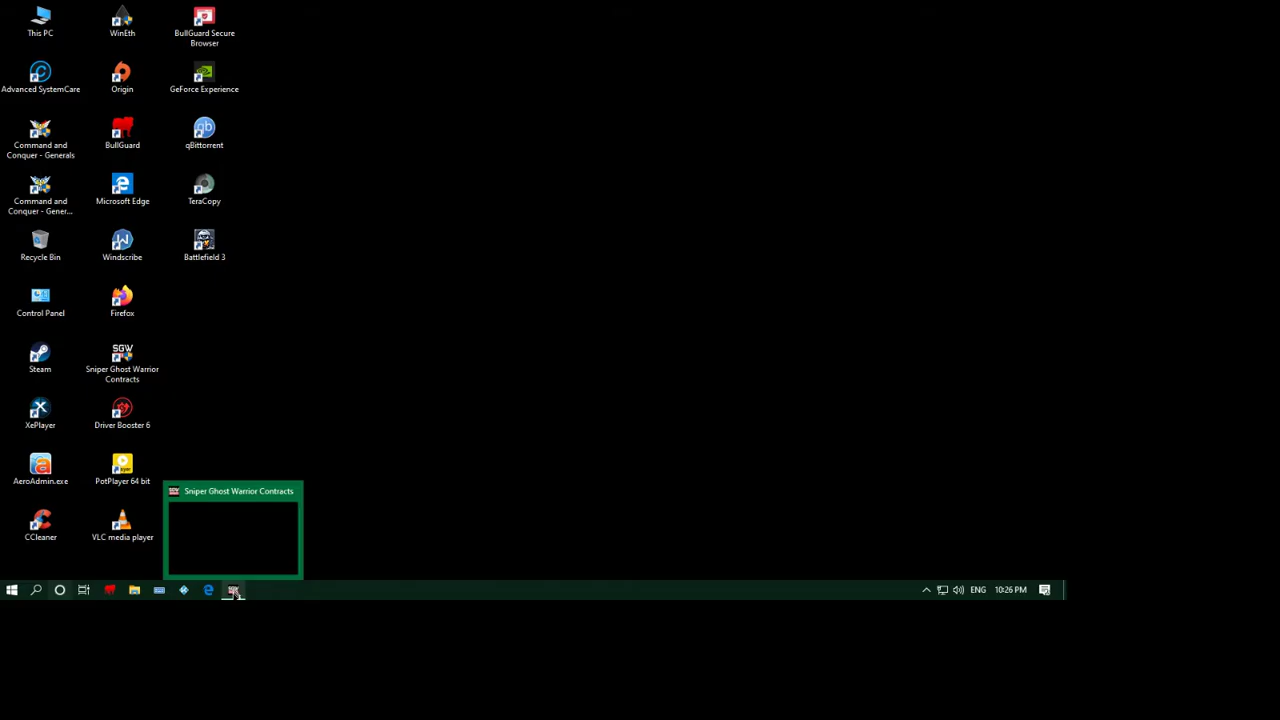 This PC
WinEth
BullGuard Secure
Browser
Advanced SystemCare
Origin
GeForce Experience
Command and
Conquer - Generals
BullGuard
qb
qBittorrent
Command and
Conquer - Gener...
Microsoft Edge
TeraCopy
Recycle Bin
Windscribe
Battlefield 3
Control Panel
Firefox
Steam
SGW
Sniper Ghost Warrior
Contracts
XePlayer
Driver Booster 6
AeroAdmin.exe
PotPlayer 64 bit
CCleaner
VLC media player
Sniper Ghost Warrior Contracts
ENG
10:26 PM